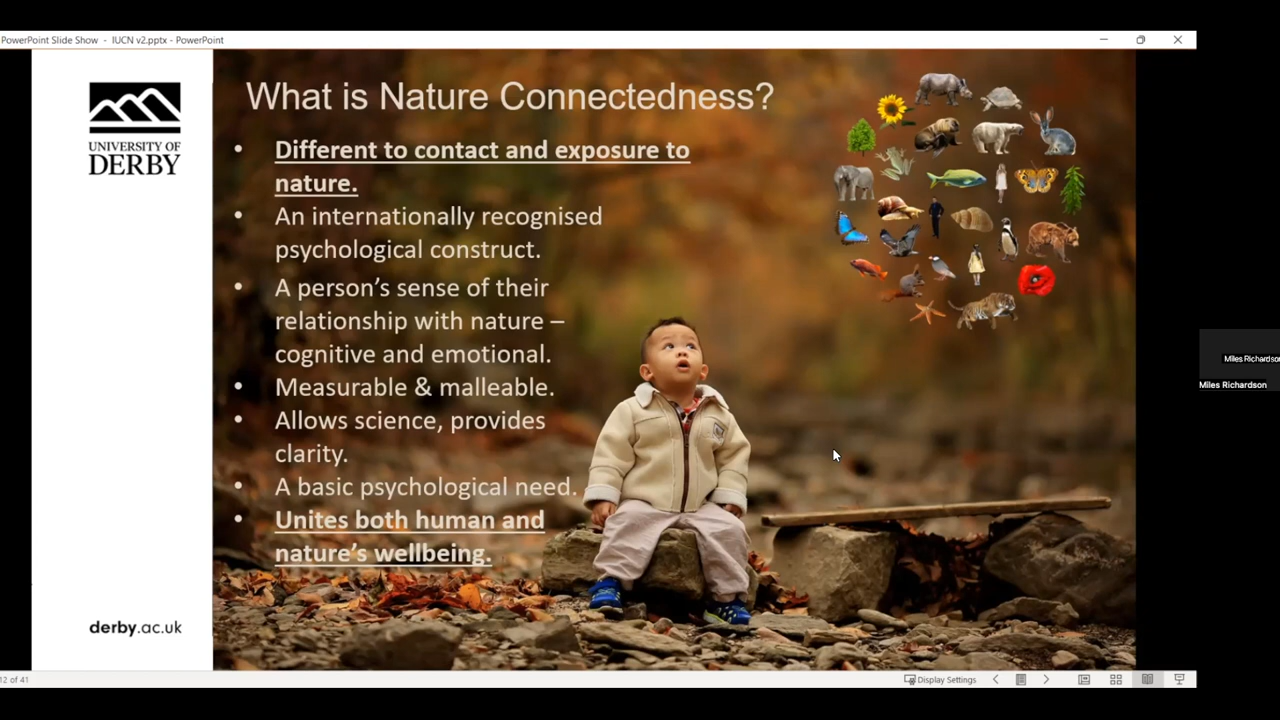 PowerPoint Slide Show - IUCN v2.pptx - PowerPoint
UNIVERSITY OF
DERBY
What is Nature Connectedness?
• Different to contact and exposure to
nature.
• An internationally recognised
psychological construct.
• A person's sense of their
relationship with nature –
cognitive and emotional.
• Measurable & malleable.
• Allows science, provides
clarity.
• A basic psychological need.
• Unites both human and
nature's wellbeing.
derby.ac.uk
Miles Richardson
Miles Richardson
12 of 41
Display Settings